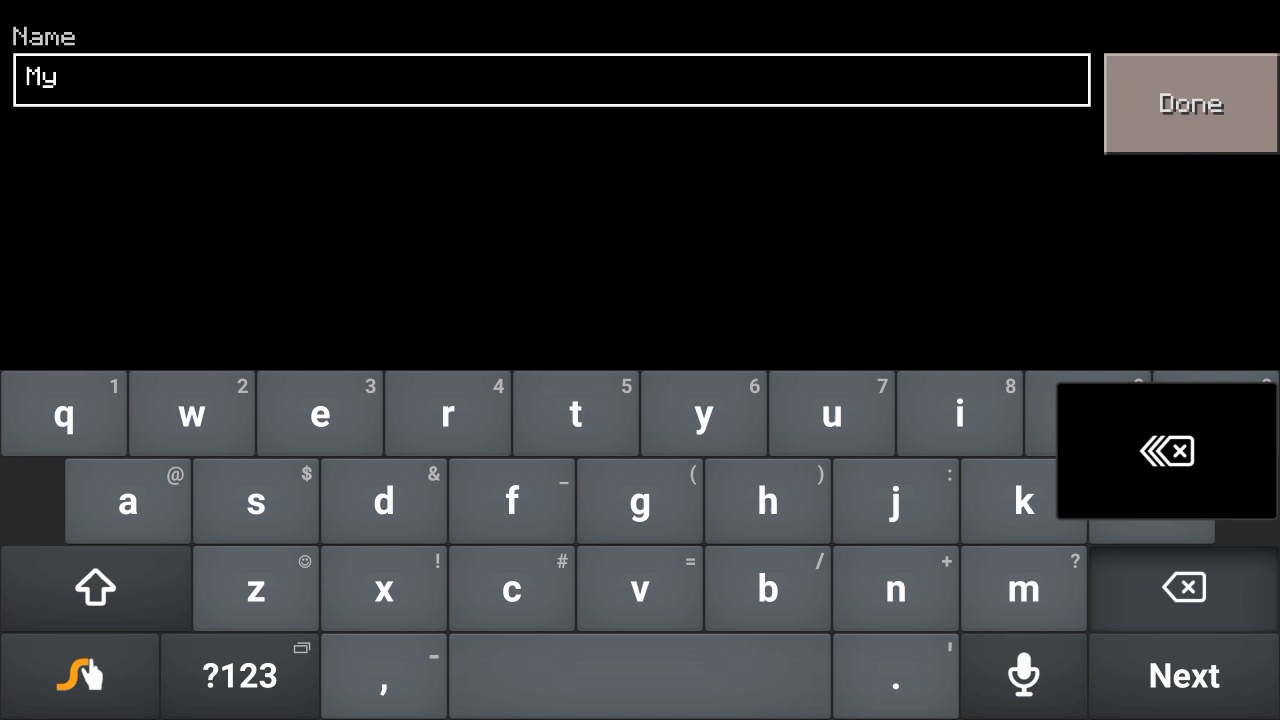 Name
My
Done
q 1 w 2 e 3 r 4 t 5 y 6 u 7 i 8
a @ s $ d & f _ g ( h ) j : k
z ☺ x ! c # v = b / n + m ?
?123 , - . ' Next